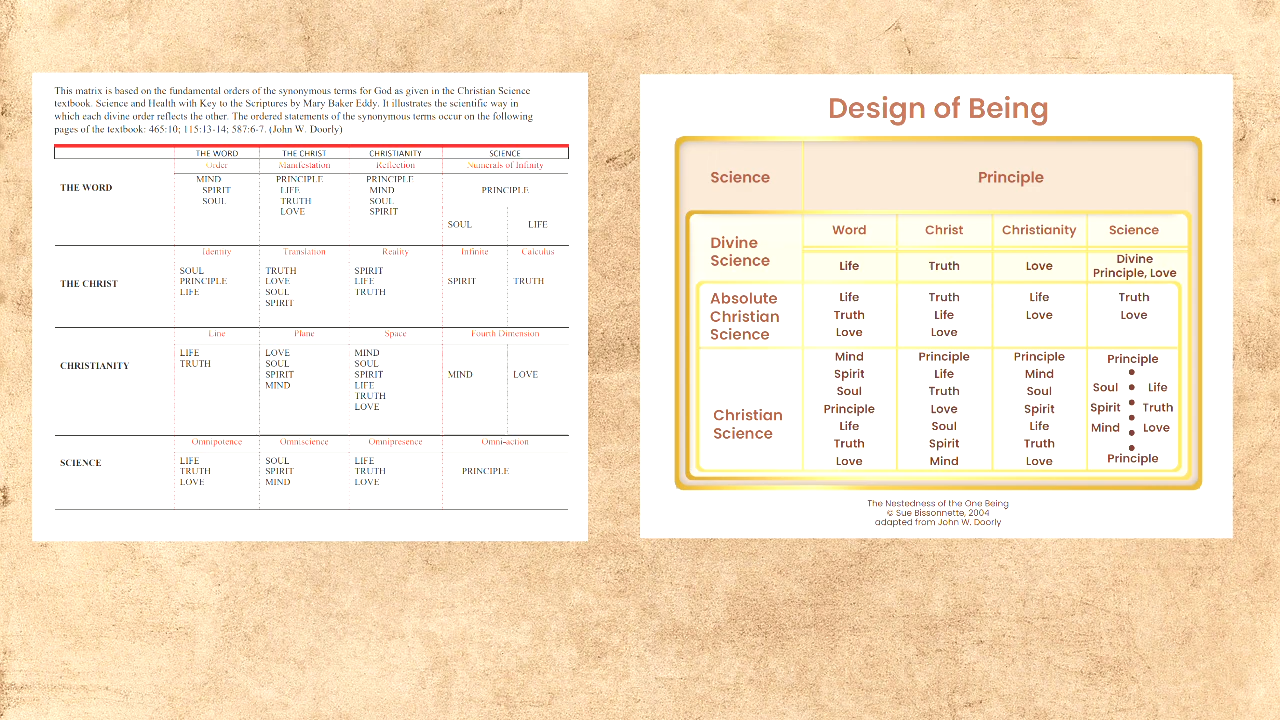 This matrix is based on the fundamental orders of the synonymous terms for God as given in the Christian Science
textbook. Science and Health with Key to the Scriptures by Mary Baker Eddy. It illustrates the scientific way in
which each divine order reflects the other. The ordered statements of the synonymous terms occur on the following
pages of the textbook: 465:10; 115:13-14; 587:6-7. (John W. Doorly)
THE WORD THE CHRIST CHRISTIANITY SCIENCE
Order Manifestation Reflection Numerals of Infinity
THE WORD
MIND PRINCIPLE PRINCIPLE
SPIRIT LIFE MIND PRINCIPLE
SOUL TRUTH SOUL
LOVE SPIRIT
SOUL LIFE
Identity Translation Reality Infinite Calculus
THE CHRIST
SOUL TRUTH SPIRIT
PRINCIPLE LOVE LIFE SPIRIT TRUTH
LIFE SOUL TRUTH
SPIRIT
Line Plane Space Fourth Dimension
CHRISTIANITY
LIFE LOVE MIND
TRUTH SOUL SOUL
SPIRIT SPIRIT MIND LOVE
MIND LIFE
TRUTH
LOVE
Omnipotence Omniscience Omnipresence Omni-action
SCIENCE
LIFE SOUL LIFE
TRUTH SPIRIT TRUTH PRINCIPLE
LOVE MIND LOVE
Design of Being
Science Principle
Divine
Science
Word Christ Christianity Science
Life Truth Love Divine
Principle, Love
Absolute
Christian
Science
Life Truth Life Truth
Truth Life Love Love
Love Love
Christian
Science
Mind Principle Principle Principle
Spirit Life Mind
Soul Truth Soul Soul Life
Principle Love Spirit Spirit Truth
Life Soul Life Mind Love
Truth Spirit Truth
Love Mind Love Principle
The Nestedness of the One Being
© Sue Bissonnette, 2004
adapted from John W. Doorly